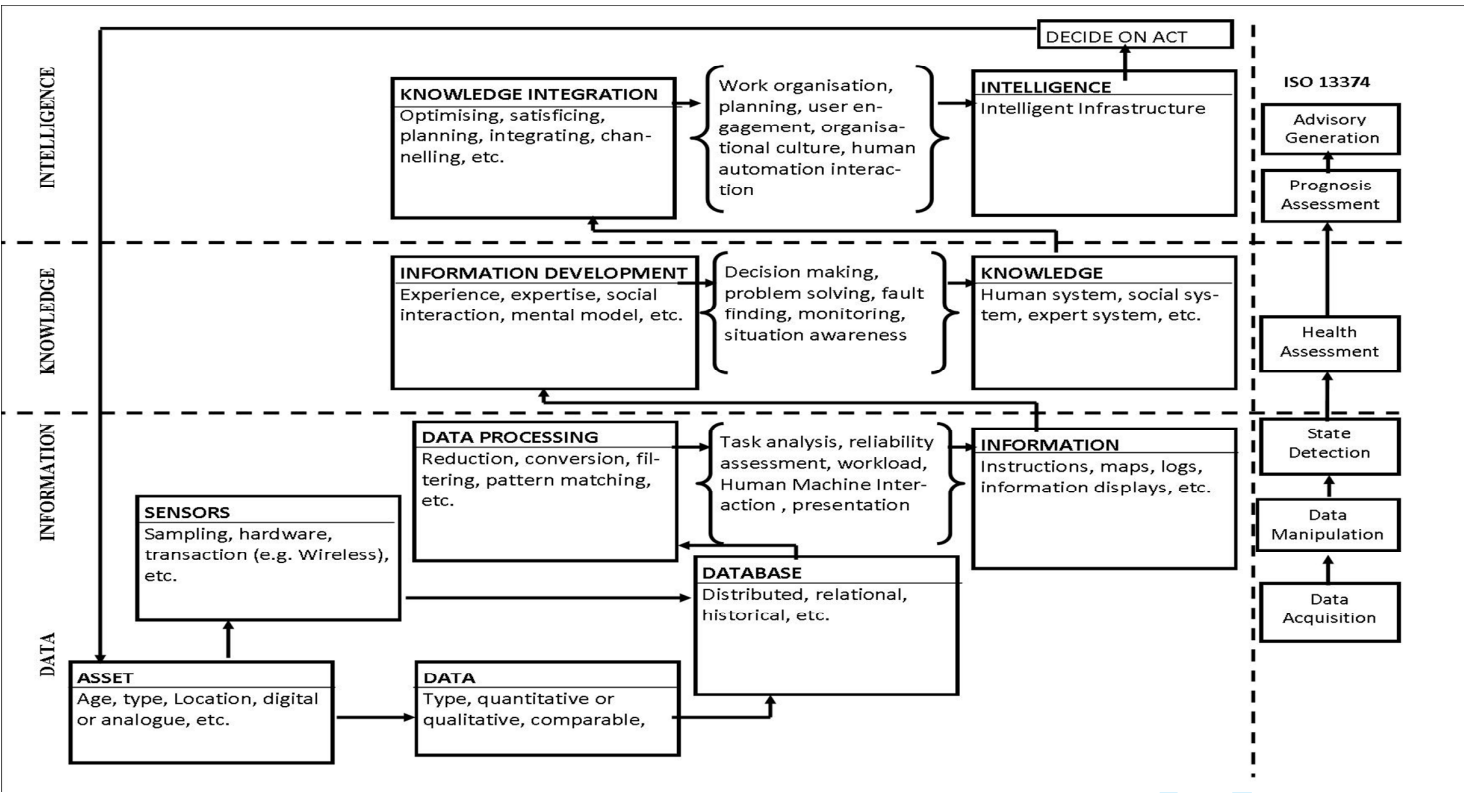 DECIDE ON ACT
INTELLIGENCE
KNOWLEDGE INTEGRATION
Optimising, satisficing,
planning, integrating, chan-
nelling, etc.
Work organisation,
planning, user en-
gagement, organisa-
tional culture, human
automation interac-
tion
INTELLIGENCE
Intelligent Infrastructure
ISO 13374
Advisory
Generation
Prognosis
Assessment
KNOWLEDGE
INFORMATION DEVELOPMENT
Experience, expertise, social
interaction, mental model, etc.
Decision making,
problem solving, fault
finding, monitoring,
situation awareness
KNOWLEDGE
Human system, social sys-
tem, expert system, etc.
Health
Assessment
INFORMATION
DATA PROCESSING
Reduction, conversion, fil-
tering, pattern matching,
etc.
Task analysis, reliability
assessment, workload,
Human Machine Inter-
action , presentation
INFORMATION
Instructions, maps, logs,
information displays, etc.
State
Detection
SENSORS
Sampling, hardware,
transaction (e.g. Wireless),
etc.
Data
Manipulation
DATABASE
Distributed, relational,
historical, etc.
Data
Acquisition
DATA
ASSET
Age, type, Location, digital
or analogue, etc.
DATA
Type, quantitative or
qualitative, comparable,